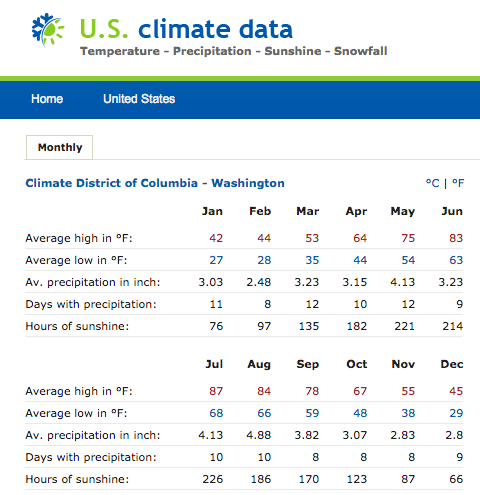 U.S. climate data
Temperature - Precipitation - Sunshine - Snowfall
Home United States
Monthly
Climate District of Columbia - Washington °C | °F
Jan Feb Mar Apr May Jun
Average high in °F: 42 44 53 64 75 83
Average low in °F: 27 28 35 44 54 63
Av. precipitation in inch: 3.03 2.48 3.23 3.15 4.13 3.23
Days with precipitation: 11 8 12 10 12 9
Hours of sunshine: 76 97 135 182 221 214
Jul Aug Sep Oct Nov Dec
Average high in °F: 87 84 78 67 55 45
Average low in °F: 68 66 59 48 38 29
Av. precipitation in inch: 4.13 4.88 3.82 3.07 2.83 2.8
Days with precipitation: 10 10 8 8 8 9
Hours of sunshine: 226 186 170 123 87 66